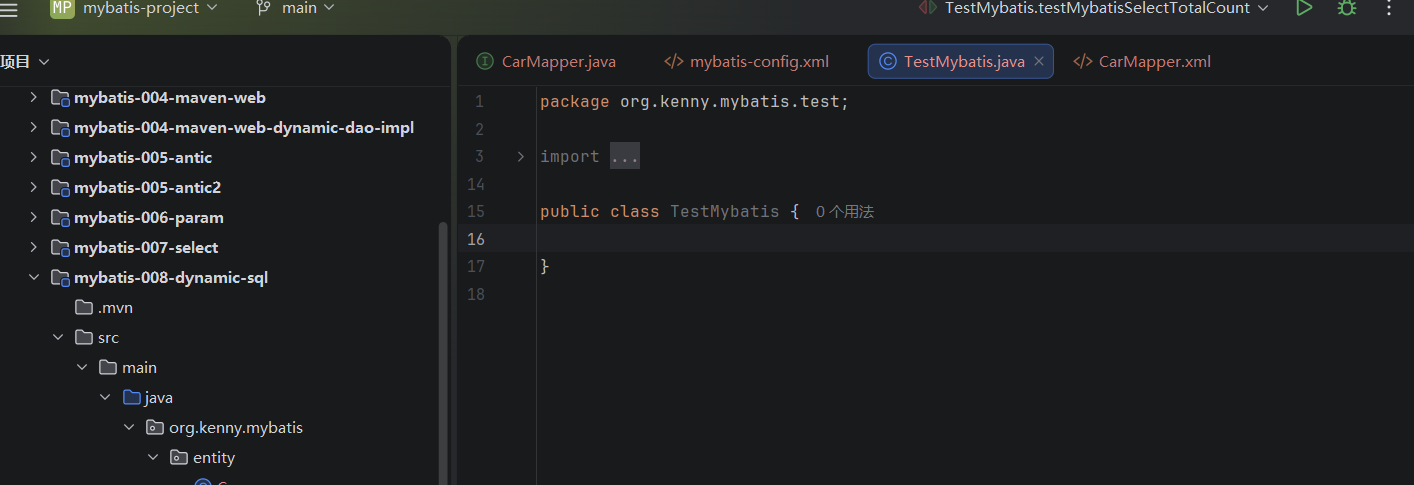 MP mybatis-project main TestMybatis.testMybatisSelectTotalCount
项目
mybatis-004-maven-web
mybatis-004-maven-web-dynamic-dao-impl
mybatis-005-antic
mybatis-005-antic2
mybatis-006-param
mybatis-007-select
mybatis-008-dynamic-sql
.mvn
src
main
java
org.kenny.mybatis
entity
CarMapper.java mybatis-config.xml TestMybatis.java CarMapper.xml
1 package org.kenny.mybatis.test;
2
3 import ...
14
15 public class TestMybatis { 0 个用法
16
17 }
18